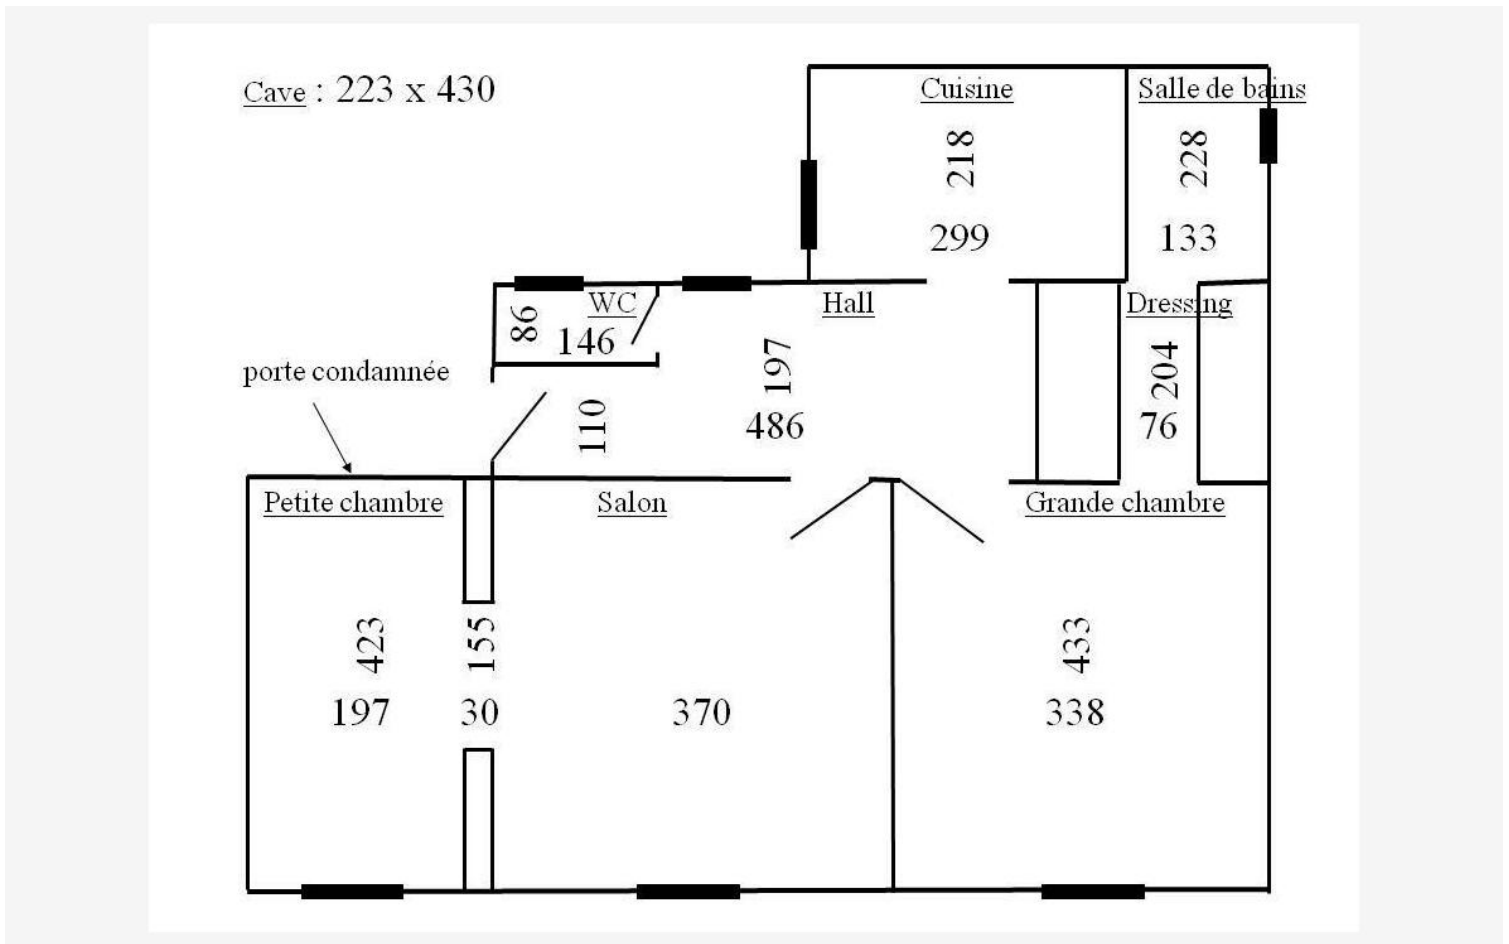 Cave : 223 x 430
Cuisine
Salle de bains
218
228
299
133
WC
Hall
Dressing
86
146
197
204
porte condamnée
110
486
76
Petite chambre
Salon
Grande chambre
423
155
433
197
30
370
338